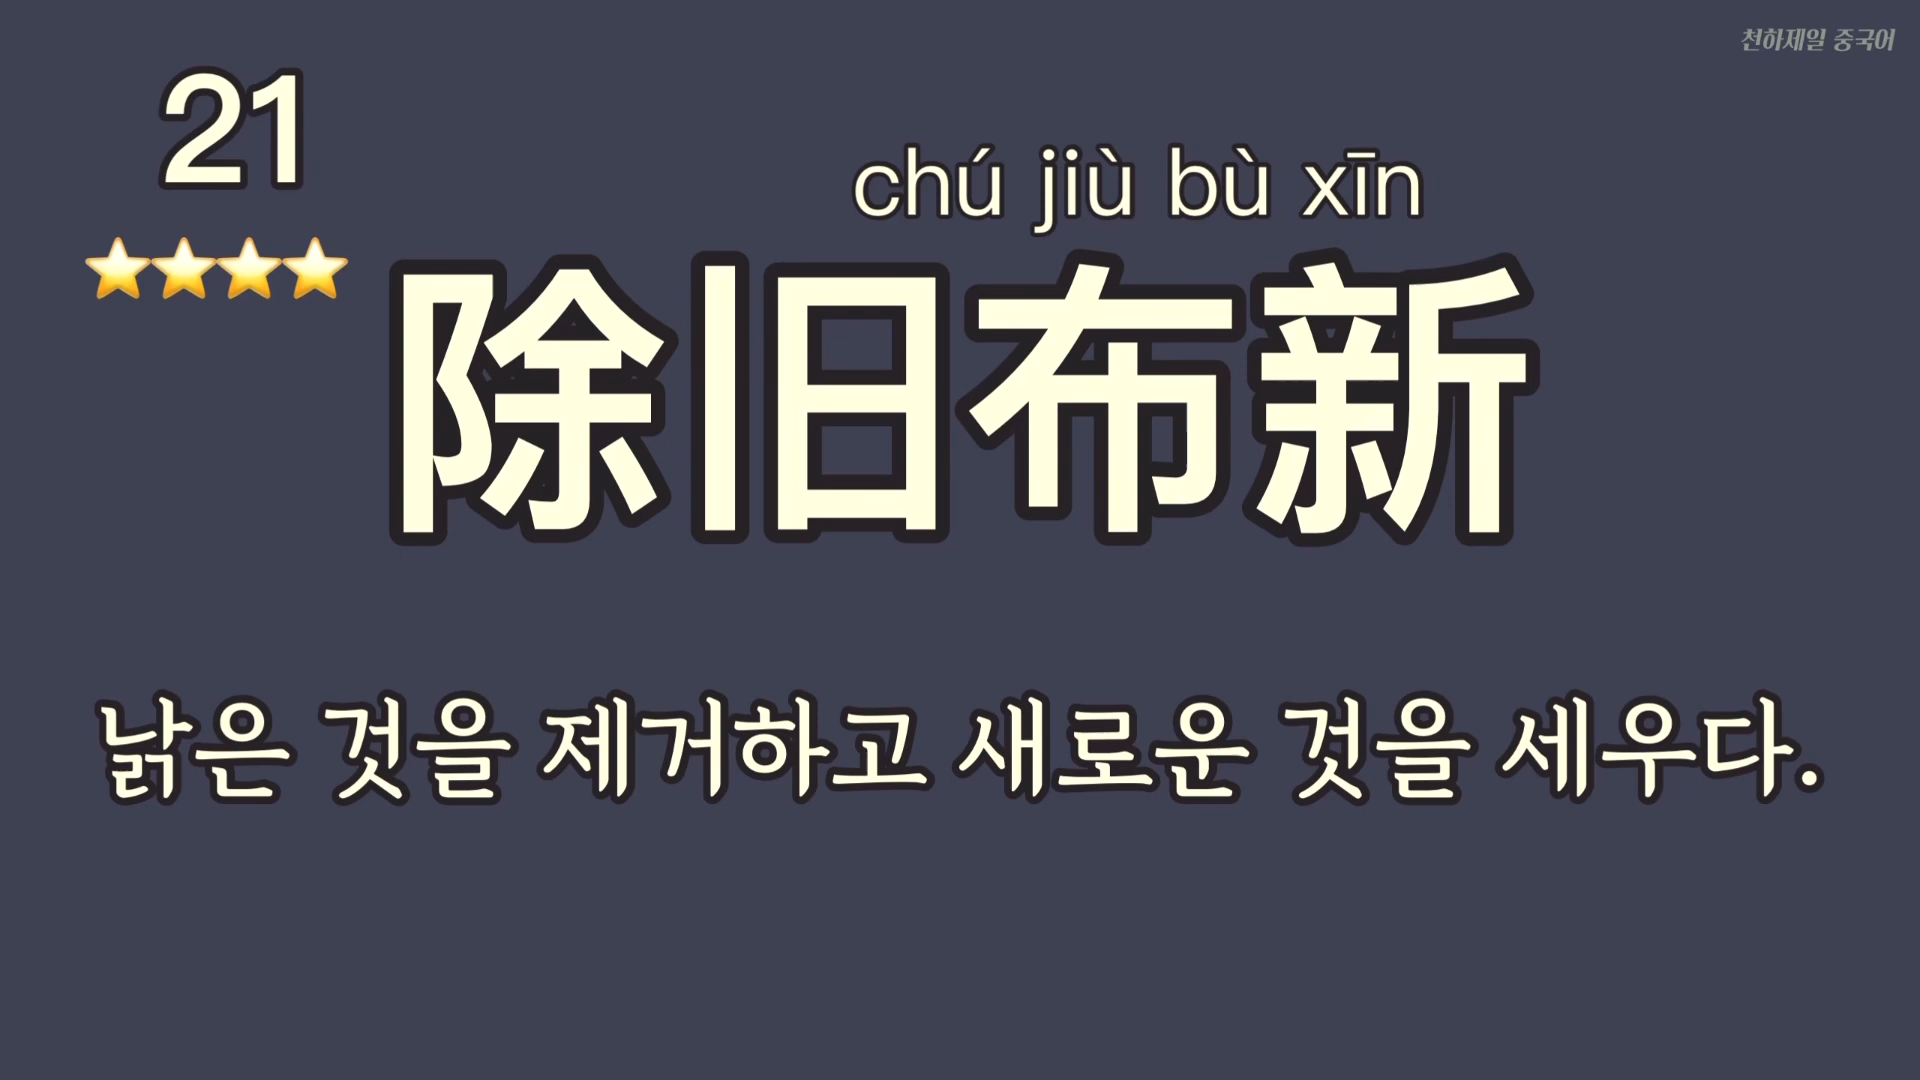 천하제일 중국어
21
⭐⭐⭐⭐
chú jiù bù xīn
除旧布新
낡은 것을 제거하고 새로운 것을 세우다.